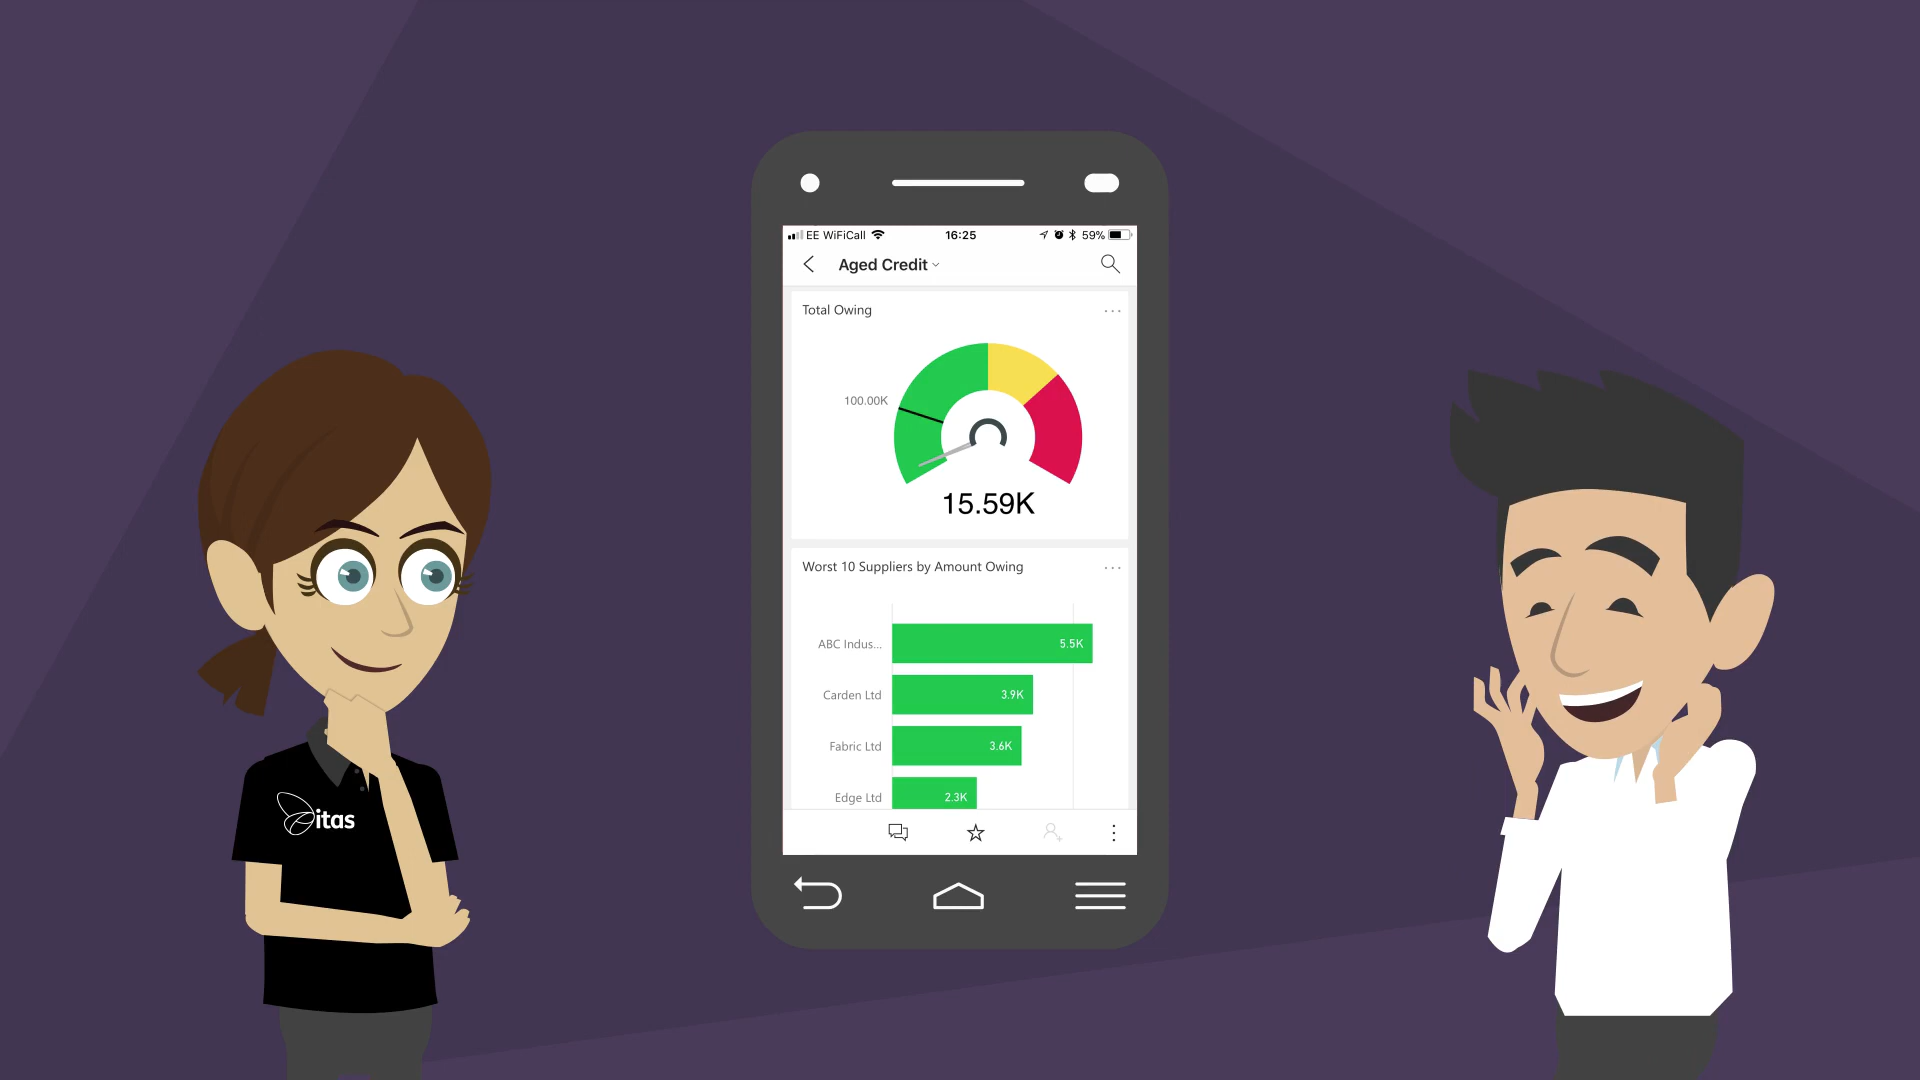 EE WiFiCall 16:25 59%
Aged Credit
Total Owing
100.00K
15.59K
Worst 10 Suppliers by Amount Owing
ABC Indus... 5.5K
Carden Ltd 3.9K
Fabric Ltd 3.6K
Edge Ltd 2.3K
itas